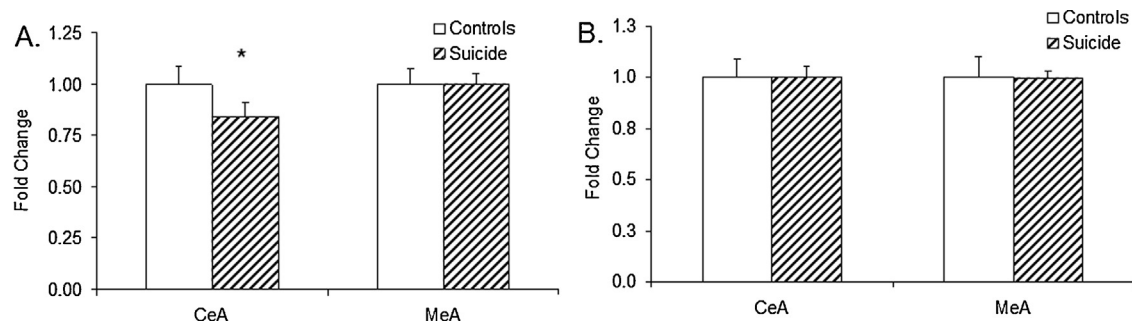 A.
Controls
Suicide
*
Fold Change
1.25
1.00
0.75
0.50
0.25
0.00
CeA
MeA
B.
Controls
Suicide
Fold Change
1.3
1.0
0.8
0.5
0.3
0.0
CeA
MeA